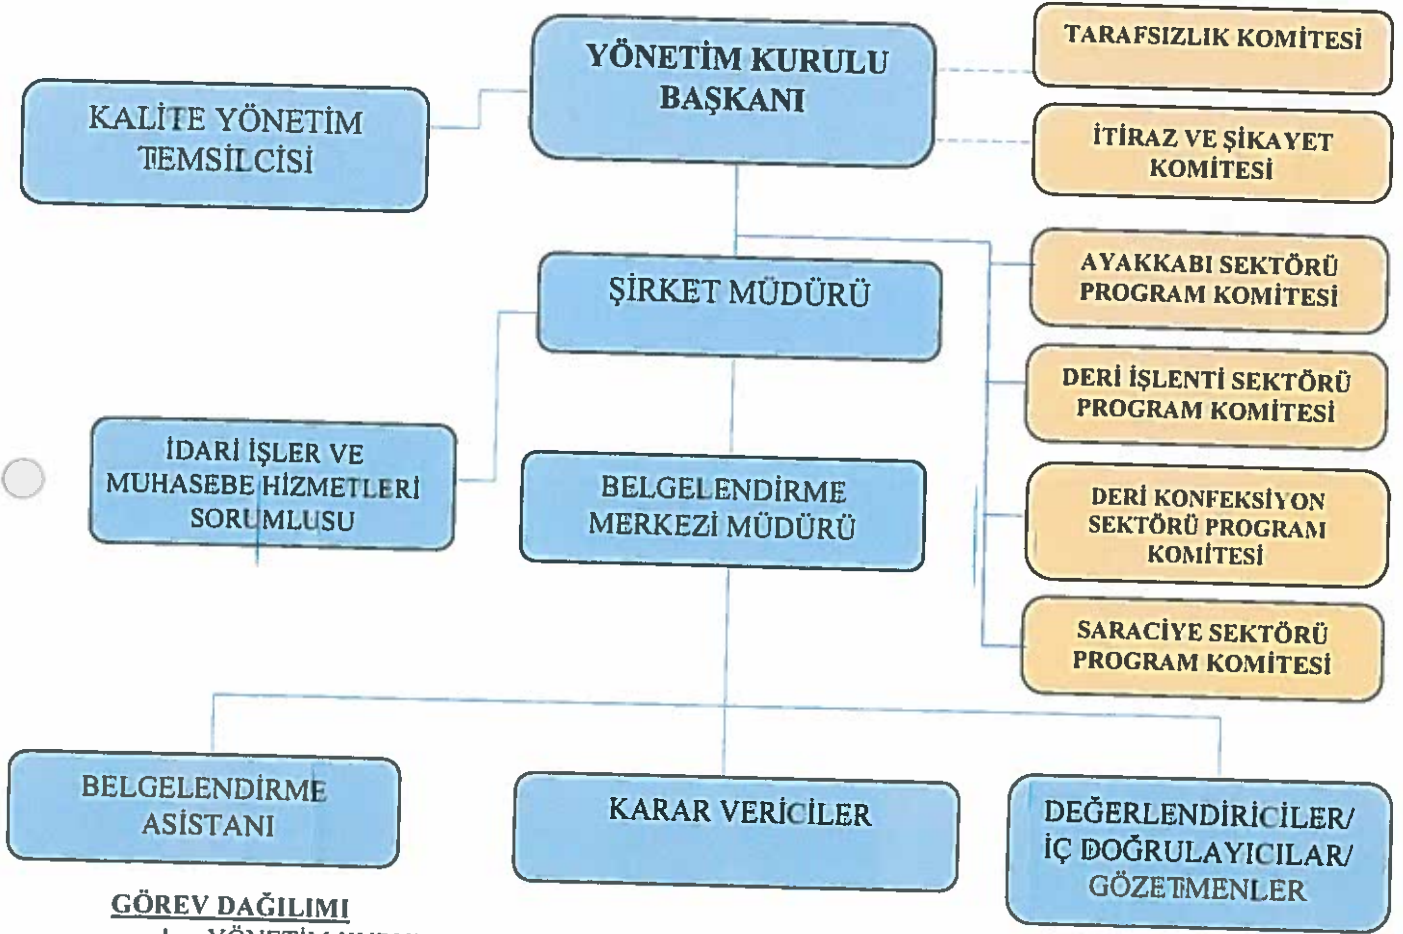 YÖNETİM KURULU
BAŞKANI
KALİTE YÖNETİM
TEMSİLCİSİ
TARAFSIZLIK KOMİTESİ
İTİRAZ VE ŞİKAYET
KOMİTESİ
AYAKKABI SEKTÖRÜ
PROGRAM KOMİTESİ
ŞİRKET MÜDÜRÜ
DERİ İŞLENTİ SEKTÖRÜ
PROGRAM KOMİTESİ
İDARİ İŞLER VE
MUHASEBE HİZMETLERİ
SORUMLUSU
BELGELENDİRME
MERKEZİ MÜDÜRÜ
DERİ KONFEKSİYON
SEKTÖRÜ PROGRAM
KOMİTESİ
SARACİYE SEKTÖRÜ
PROGRAM KOMİTESİ
BELGELENDİRME
ASİSTANI
KARAR VERİCİLER
DEĞERLENDİRİCİLER/
İÇ DOĞRULAYICILAR/
GÖZETMENLER
GÖREV DAĞILIMI
YÖNETİM